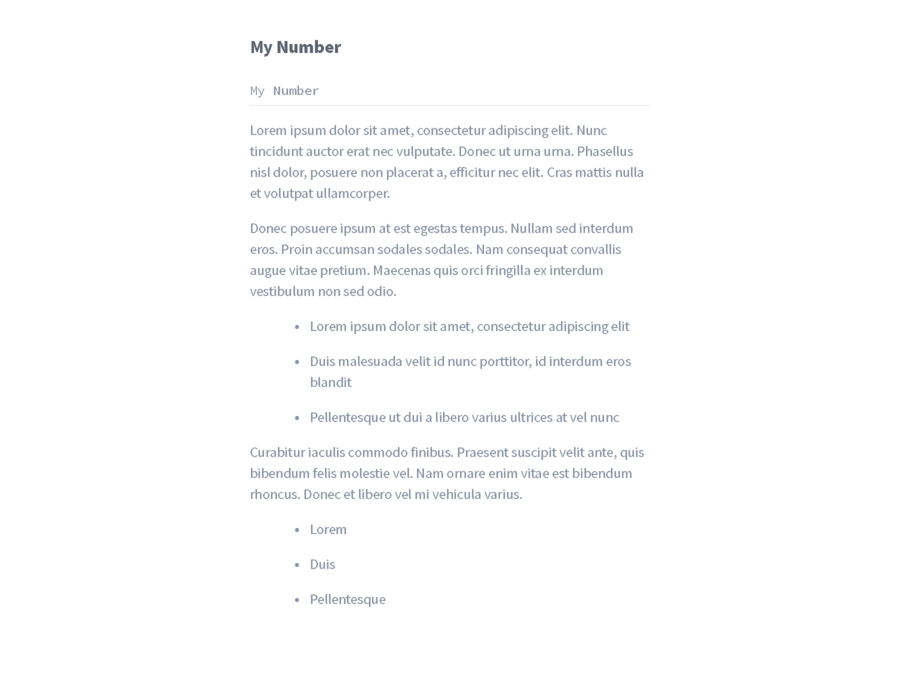 My Number
My Number
Lorem ipsum dolor sit amet, consectetur adipiscing elit. Nunc
tincidunt auctor erat nec vulputate. Donec ut urna urna. Phasellus
nisl dolor, posuere non placerat a, efficitur nec elit. Cras mattis nulla
et volutpat ullamcorper.
Donec posuere ipsum at est egestas tempus. Nullam sed interdum
eros. Proin accumsan sodales sodales. Nam consequat convallis
augue vitae pretium. Maecenas quis orci fringilla ex interdum
vestibulum non sed odio.
• Lorem ipsum dolor sit amet, consectetur adipiscing elit
• Duis malesuada velit id nunc porttitor, id interdum eros
blandit
• Pellentesque ut dui a libero varius ultrices at vel nunc
Curabitur iaculis commodo finibus. Praesent suscipit velit ante, quis
bibendum felis molestie vel. Nam ornare enim vitae est bibendum
rhoncus. Donec et libero vel mi vehicula varius.
• Lorem
• Duis
• Pellentesque